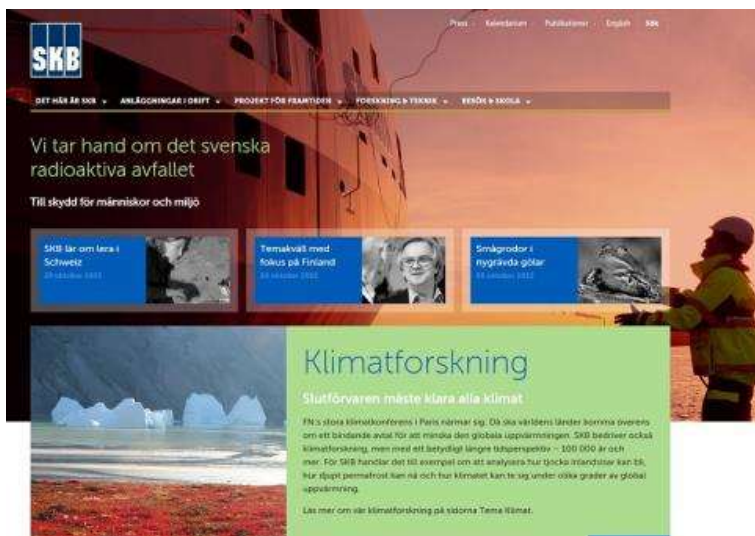 Press Kalendarium Publikationer English Sök
SKB
DET HÄR ÄR SKB ANLÄGGNINGAR I DRIFT PROJEKT FÖR FRAMTIDEN FORSKNING & TEKNIK BESÖK & SKOLA
Vi tar hand om det svenska
radioaktiva avfallet
Till skydd för människor och miljö
SKB lär om lera i
Schweiz
Temakväll med
fokus på Finland
Smågrodor i
nygrävda gölar
Klimatforskning
Slutförvaren måste klara alla klimat
FN:s stora klimatkonferens i Paris närmar sig. Då ska världens länder komma överens
om ett bindande avtal för att minska den globala uppvärmningen. SKB bedriver också
klimatforskning, men med ett betydligt längre tidsperspektiv – 100 000 år och
mer. För SKB handlar det till exempel om att analysera hur tjocka inlandsisar kan bli,
hur djupt permafrost kan nå och hur klimatet kan te sig under olika grader av global
uppvärmning.
Läs mer om vår klimatforskning på sidorna Tema Klimat.